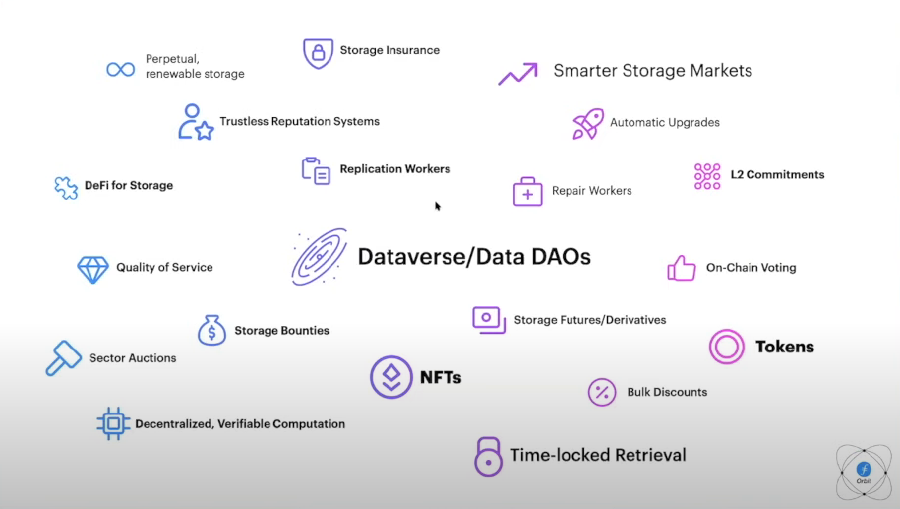 Perpetual,
renewable storage
Storage Insurance
Smarter Storage Markets
Trustless Reputation Systems
Automatic Upgrades
Replication Workers
DeFi for Storage
Repair Workers
L2 Commitments
Dataverse/Data DAOs
Quality of Service
On-Chain Voting
Storage Bounties
Storage Futures/Derivatives
Sector Auctions
Tokens
NFTs
Bulk Discounts
Decentralized, Verifiable Computation
Time-locked Retrieval
Orbit